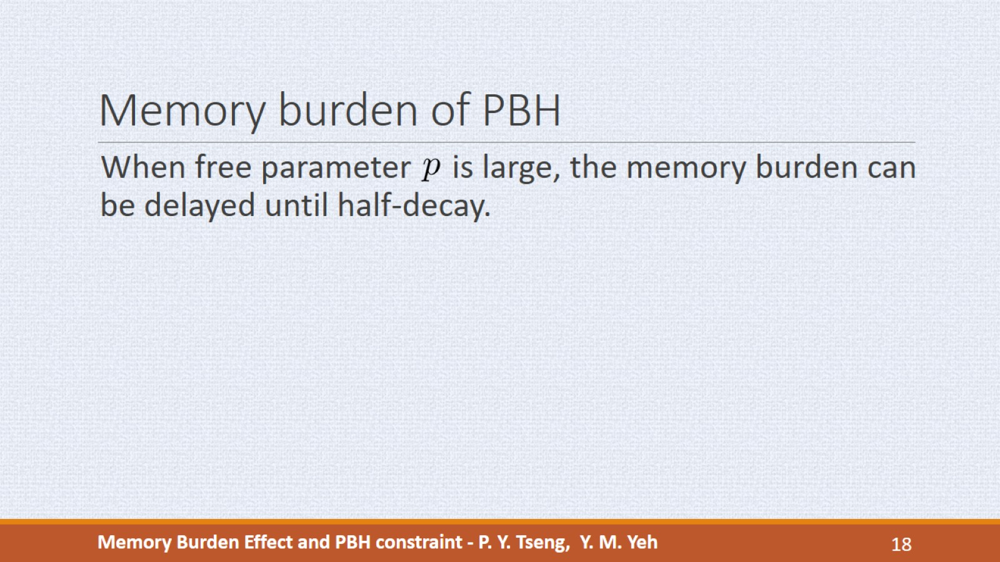 Memory burden of PBH
When free parameter p is large, the memory burden can
be delayed until half-decay.
Memory Burden Effect and PBH constraint - P. Y. Tseng,  Y. M. Yeh
18